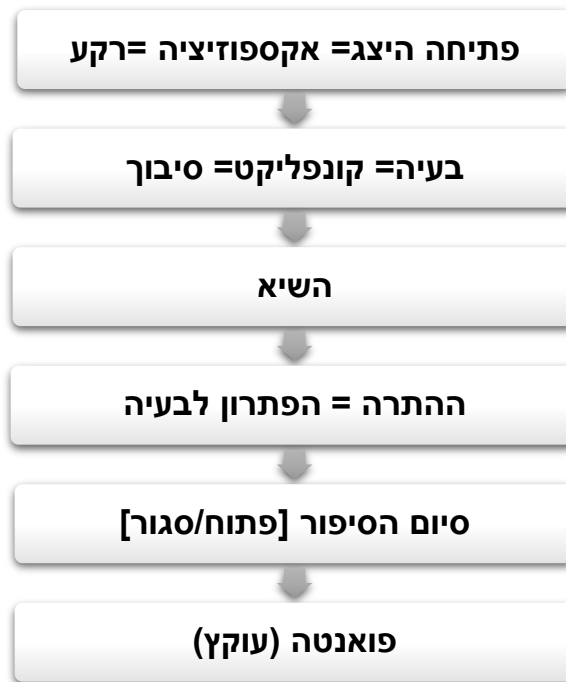 פתיחה היצג= אקספוזיציה =רקע
בעיה= קונפליקט= סיבוך
השיא
ההתרה = הפתרון לבעיה
סיום הסיפור [פתוח/סגור]
פואנטה (עוקץ)